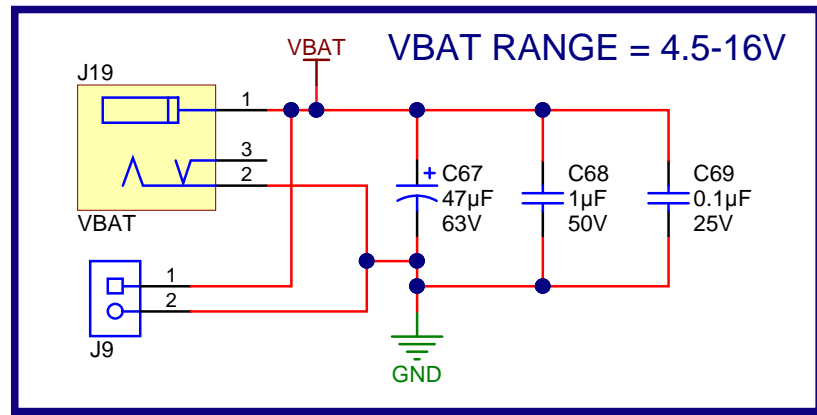 VBAT RANGE = 4.5-16V
VBAT
J19
1
3
2
VBAT
C67
47µF
63V
C68
1µF
50V
C69
0.1µF
25V
1
2
J9
GND